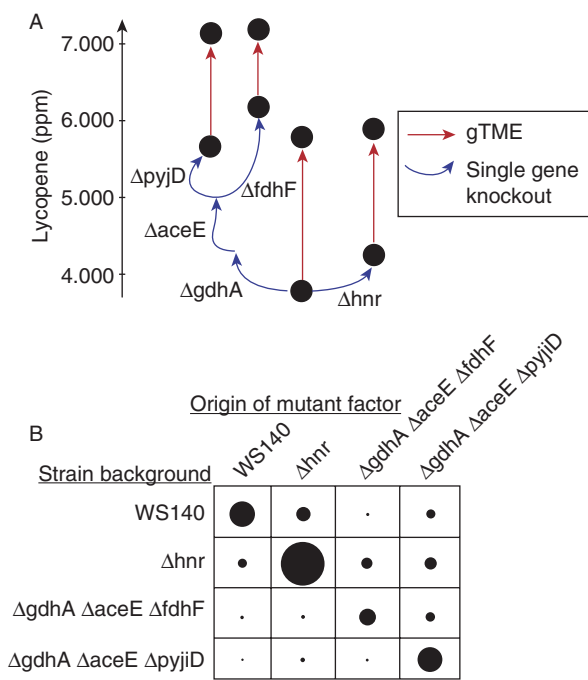 A
7.000
6.000
5.000
4.000
Lycopene (ppm)
ΔpyjD
ΔfdhF
ΔaceE
ΔgdhA
Δhnr
gTME
Single gene
knockout
B
Origin of mutant factor
Strain background
WS140
Δhnr
ΔgdhA ΔaceE ΔfdhF
ΔgdhA ΔaceE ΔpyjiD
WS140
Δhnr
ΔgdhA ΔaceE ΔfdhF
ΔgdhA ΔaceE ΔpyjiD